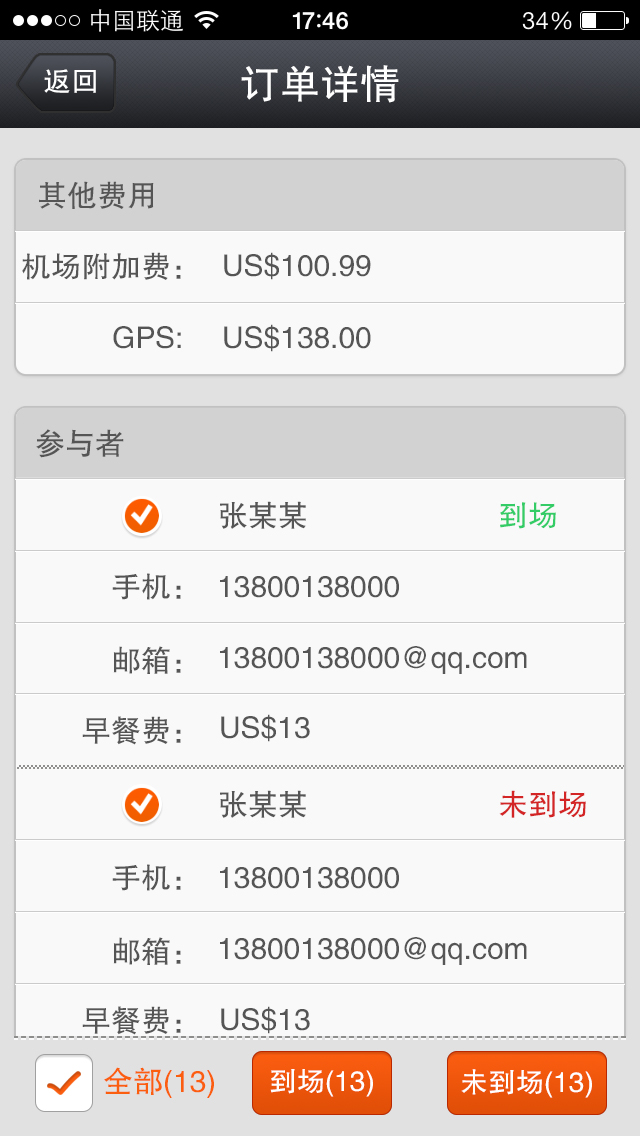 中国联通 17:46 34%
返回 订单详情
其他费用
机场附加费： US$100.99
GPS: US$138.00
参与者
张某某 到场
手机： 13800138000
邮箱： 13800138000@qq.com
早餐费： US$13
张某某 未到场
手机： 13800138000
邮箱： 13800138000@qq.com
早餐费： US$13
全部(13) 到场(13) 未到场(13)